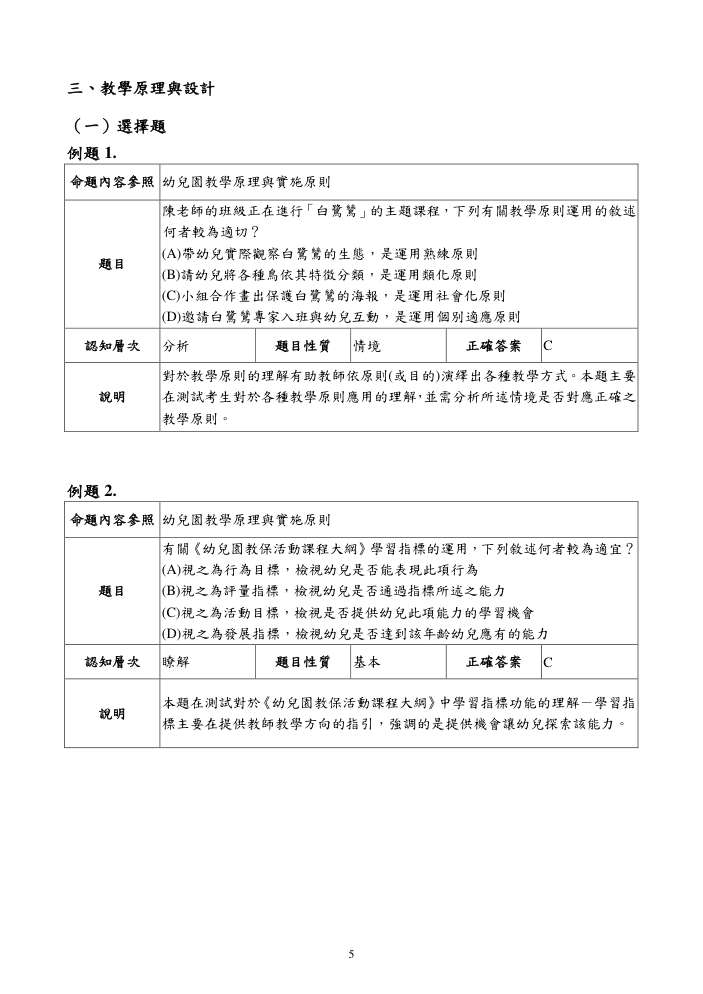 三、教學原理與設計
（一）選擇題
例題 1.
命題內容參照 幼兒園教學原理與實施原則
陳老師的班級正在進行「白鷺鷥」的主題課程，下列有關教學原則運用的敘述
何者較為適切？
(A)帶幼兒實際觀察白鷺鷥的生態，是運用熟練原則
題目
(B)請幼兒將各種鳥依其特徵分類，是運用類化原則
(C)小組合作畫出保護白鷺鷥的海報，是運用社會化原則
(D)邀請白鷺鷥專家入班與幼兒互動，是運用個別適應原則
認知層次 分析 題目性質 情境 正確答案 C
對於教學原則的理解有助教師依原則(或目的)演繹出各種教學方式。本題主要
說明 在測試考生對於各種教學原則應用的理解，並需分析所述情境是否對應正確之
教學原則。
例題 2.
命題內容參照 幼兒園教學原理與實施原則
有關《幼兒園教保活動課程大綱》學習指標的運用，下列敘述何者較為適宜？
(A)視之為行為目標，檢視幼兒是否能表現此項行為
題目 (B)視之為評量指標，檢視幼兒是否通過指標所述之能力
(C)視之為活動目標，檢視是否提供幼兒此項能力的學習機會
(D)視之為發展指標，檢視幼兒是否達到該年齡幼兒應有的能力
認知層次 瞭解 題目性質 基本 正確答案 C
說明 本題在測試對於《幼兒園教保活動課程大綱》中學習指標功能的理解－學習指
標主要在提供教師教學方向的指引，強調的是提供機會讓幼兒探索該能力。
5